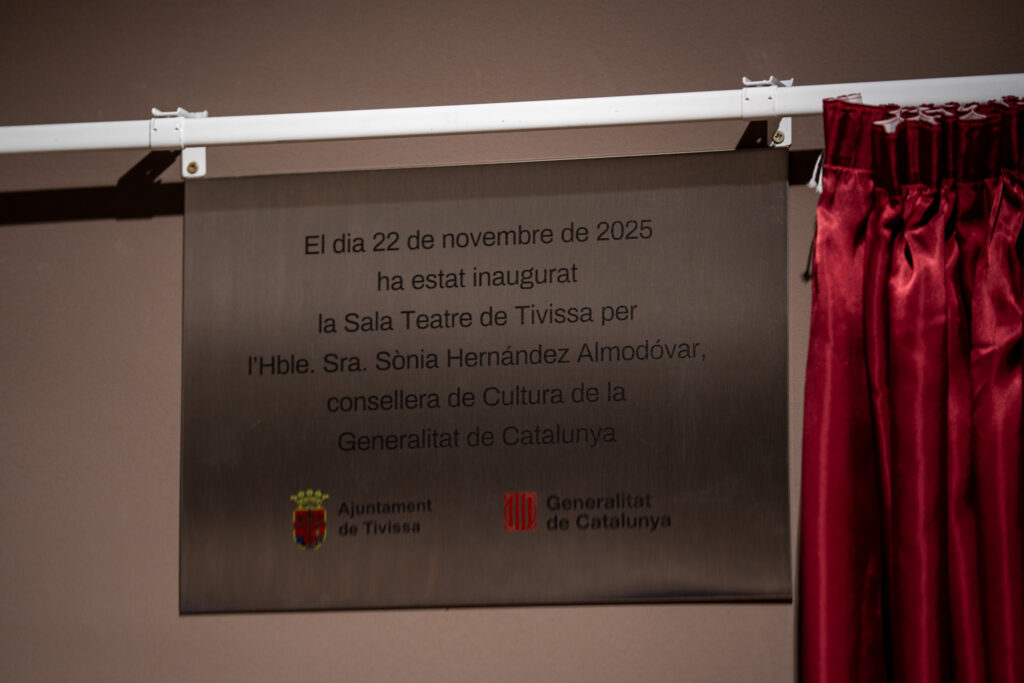 El dia 22 de novembre de 2025
ha estat inaugurat
la Sala Teatre de Tivissa per
l'Hble. Sra. Sònia Hernández Almodóvar,
consellera de Cultura de la
Generalitat de Catalunya
Ajuntament
de Tivissa
Generalitat
de Catalunya